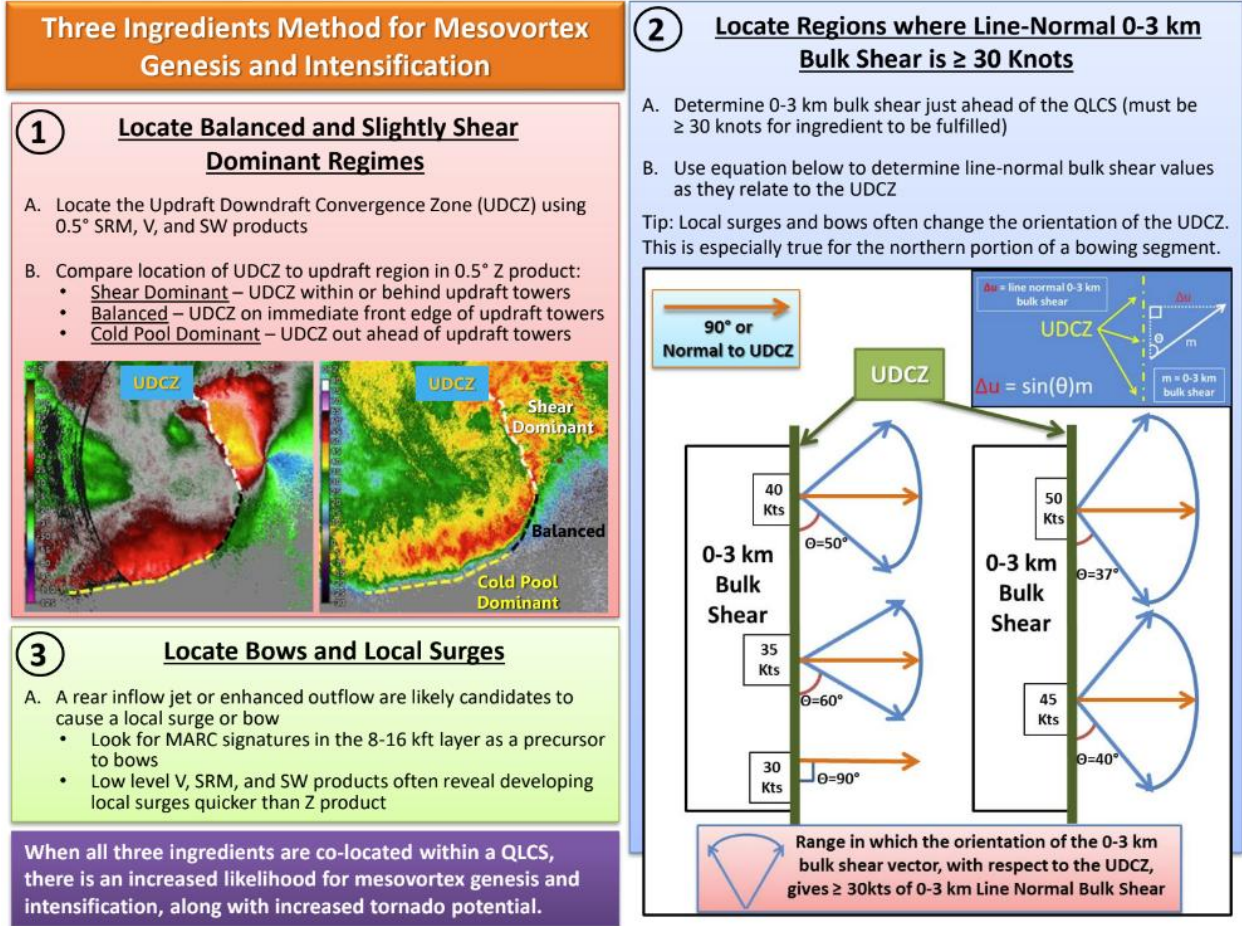 Three Ingredients Method for Mesovortex
Genesis and Intensification
1
Locate Balanced and Slightly Shear
Dominant Regimes
A. Locate the Updraft Downdraft Convergence Zone (UDCZ) using
0.5° SRM, V, and SW products
B. Compare location of UDCZ to updraft region in 0.5° Z product:
• Shear Dominant – UDCZ within or behind updraft towers
• Balanced – UDCZ on immediate front edge of updraft towers
• Cold Pool Dominant – UDCZ out ahead of updraft towers
UDCZ
UDCZ
Shear
Dominant
Balanced
Cold Pool
Dominant
3
Locate Bows and Local Surges
A. A rear inflow jet or enhanced outflow are likely candidates to
cause a local surge or bow
• Look for MARC signatures in the 8-16 kft layer as a precursor
to bows
• Low level V, SRM, and SW products often reveal developing
local surges quicker than Z product
When all three ingredients are co-located within a QLCS,
there is an increased likelihood for mesovortex genesis and
intensification, along with increased tornado potential.
2
Locate Regions where Line-Normal 0-3 km
Bulk Shear is ≥ 30 Knots
A. Determine 0-3 km bulk shear just ahead of the QLCS (must be
≥ 30 knots for ingredient to be fulfilled)
B. Use equation below to determine line-normal bulk shear values
as they relate to the UDCZ
Tip: Local surges and bows often change the orientation of the UDCZ.
This is especially true for the northern portion of a bowing segment.
90° or
Normal to UDCZ
Δu = line normal 0-3 km
bulk shear
Δu
UDCZ
Θ
m
Δu = sin(θ)m
m = 0-3 km
bulk shear
UDCZ
0-3 km
Bulk
Shear
40
Kts
Θ=50°
35
Kts
Θ=60°
30
Kts
Θ=90°
0-3 km
Bulk
Shear
50
Kts
Θ=37°
45
Kts
Θ=40°
Range in which the orientation of the 0-3 km
bulk shear vector, with respect to the UDCZ,
gives ≥ 30kts of 0-3 km Line Normal Bulk Shear